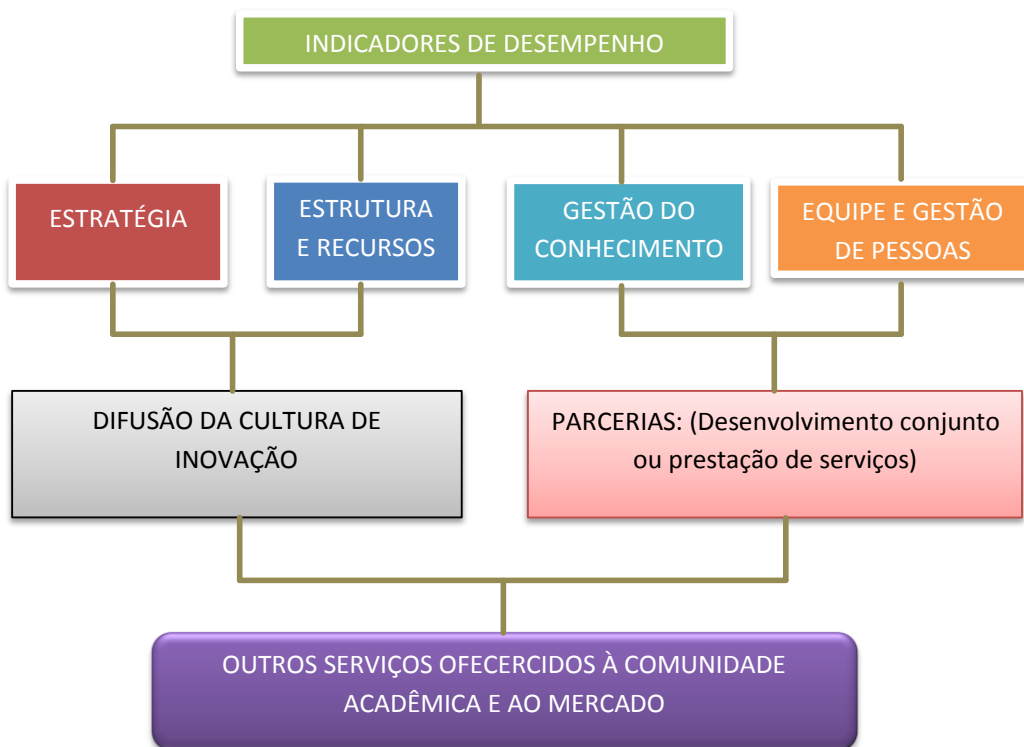 INDICADORES DE DESEMPENHO
ESTRATÉGIA
ESTRUTURA
E RECURSOS
GESTÃO DO
CONHECIMENTO
EQUIPE E GESTÃO
DE PESSOAS
DIFUSÃO DA CULTURA DE
INOVAÇÃO
PARCERIAS: (Desenvolvimento conjunto
ou prestação de serviços)
OUTROS SERVIÇOS OFECERCIDOS À COMUNIDADE
ACADÊMICA E AO MERCADO